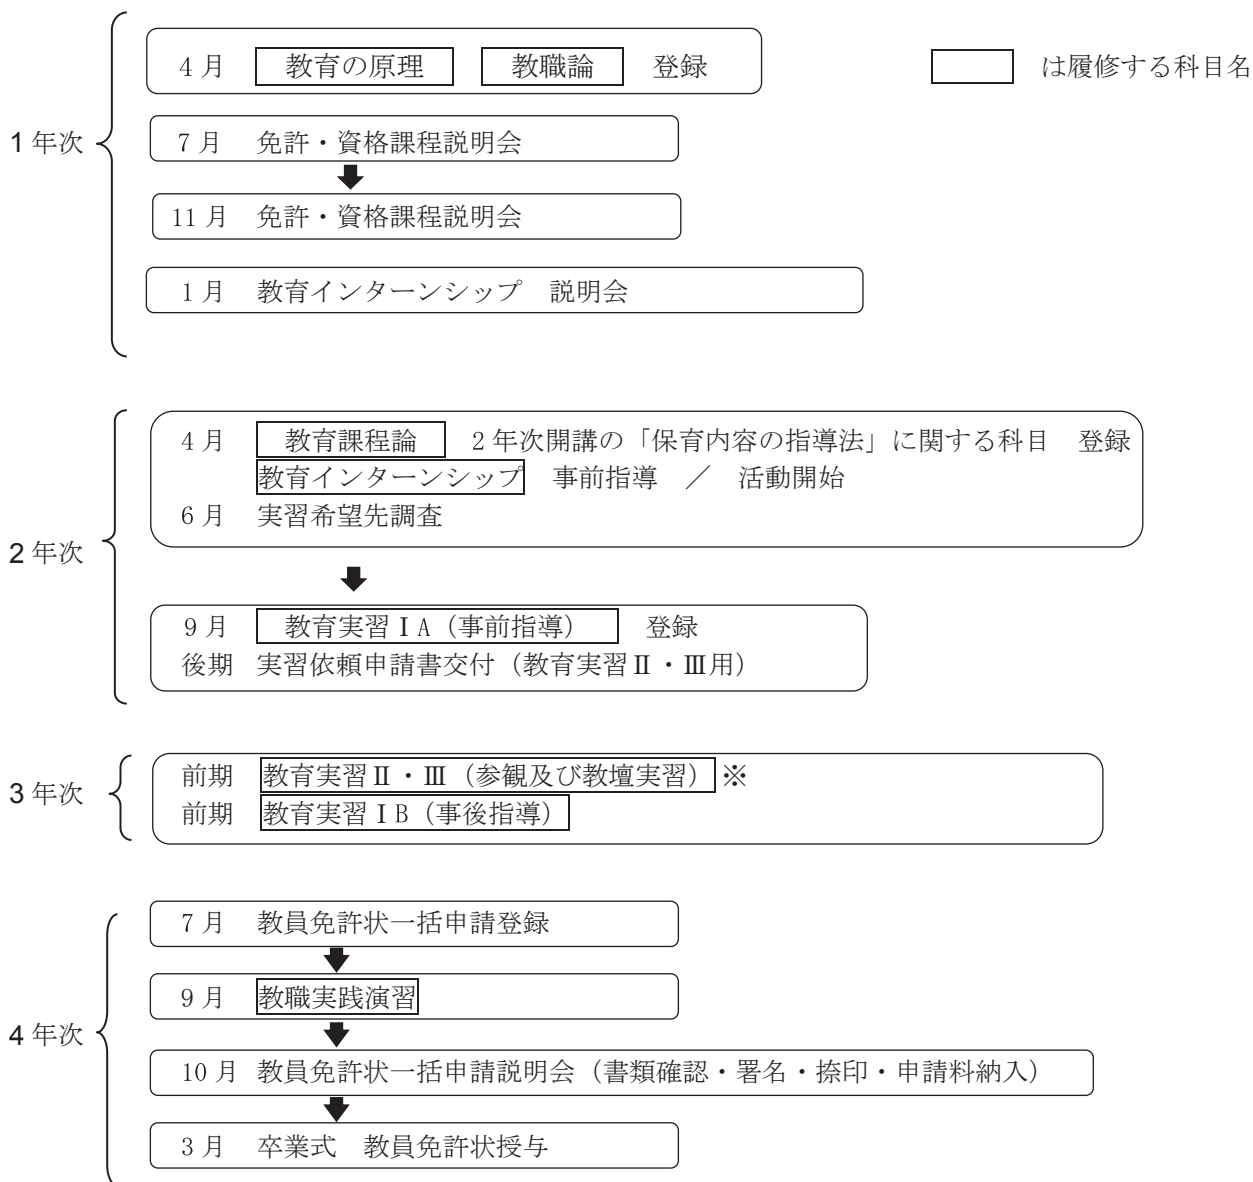 4月 教育の原理 教職論 登録
は履修する科目名
1年次
7月 免許・資格課程説明会
11月 免許・資格課程説明会
1月 教育インターンシップ 説明会
4月 教育課程論 2年次開講の「保育内容の指導法」に関する科目 登録
教育インターンシップ 事前指導 / 活動開始
6月 実習希望先調査
2年次
9月 教育実習ⅠA(事前指導) 登録
後期 実習依頼申請書交付(教育実習Ⅱ・Ⅲ用)
3年次
前期 教育実習Ⅱ・Ⅲ(参観及び教壇実習)※
前期 教育実習ⅠB(事後指導)
7月 教員免許状一括申請登録
9月 教職実践演習
4年次
10月 教員免許状一括申請説明会(書類確認・署名・捺印・申請料納入)
3月 卒業式 教員免許状授与